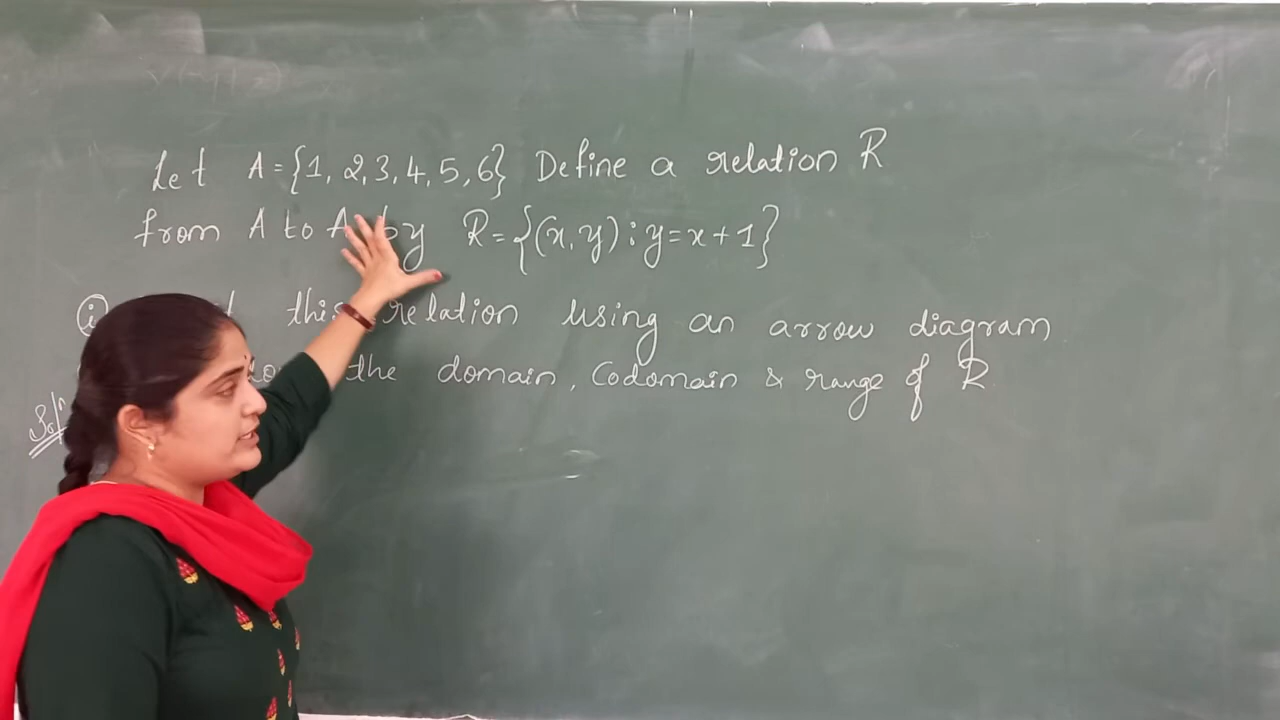 Let A={1, 2, 3, 4, 5, 6} Define a relation R
from A to A by R={(x, y) : y=x+1}
(i) this relation using an arrow diagram
the domain, Codomain & range of R
Sol